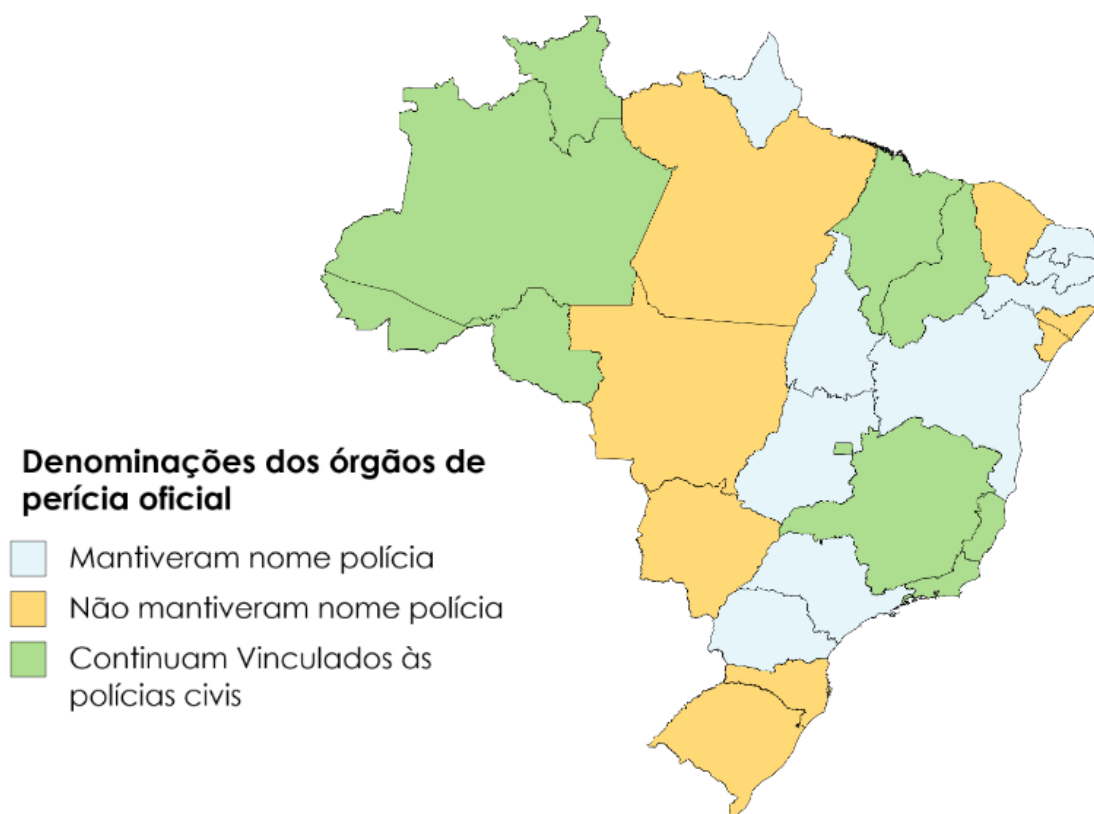 Denominações dos órgãos de
perícia oficial
Mantiveram nome polícia
Não mantiveram nome polícia
Continuam Vinculados às
polícias civis